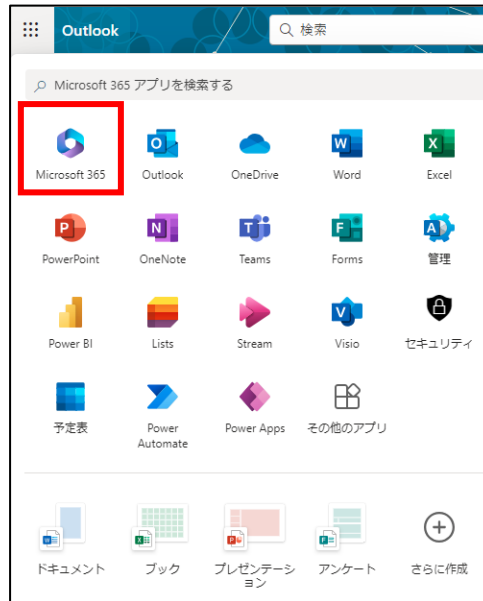 Outlook
検索
Microsoft 365 アプリを検索する
Microsoft 365
Outlook
OneDrive
Word
Excel
PowerPoint
OneNote
Teams
Forms
管理
Power BI
Lists
Stream
Visio
セキュリティ
予定表
Power
Automate
Power Apps
その他のアプリ
ドキュメント
ブック
プレゼンテーシ
ョン
アンケート
さらに作成